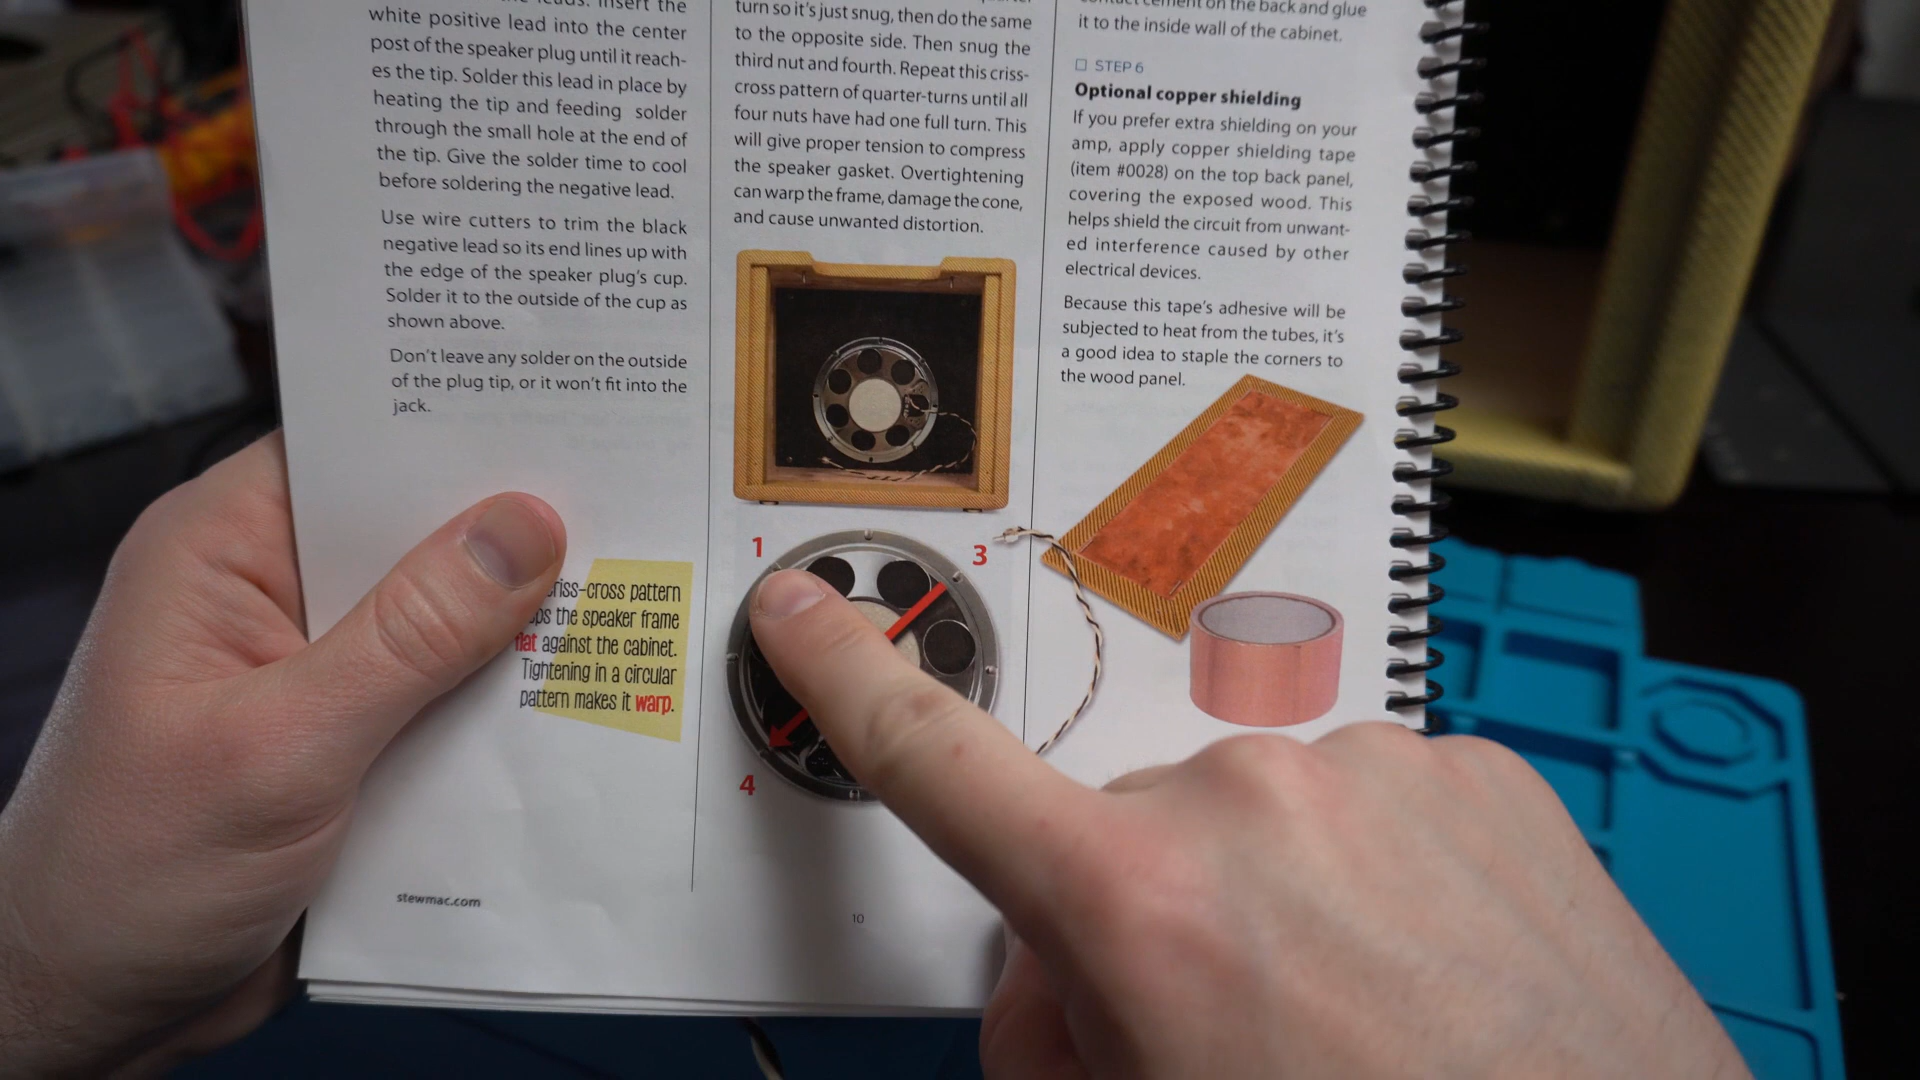 leads. Insert the
white positive lead into the center
post of the speaker plug until it reach-
es the tip. Solder this lead in place by
heating the tip and feeding solder
through the small hole at the end of
the tip. Give the solder time to cool
before soldering the negative lead.
Use wire cutters to trim the black
negative lead so its end lines up with
the edge of the speaker plug's cup.
Solder it to the outside of the cup as
shown above.
Don't leave any solder on the outside
of the plug tip, or it won't fit into the
jack.
criss-cross pattern
the speaker frame
flat against the cabinet.
Tightening in a circular
pattern makes it warp.
stewmac.com
turn so it's just snug, then do the same
to the opposite side. Then snug the
third nut and fourth. Repeat this criss-
cross pattern of quarter-turns until all
four nuts have had one full turn. This
will give proper tension to compress
the speaker gasket. Overtightening
can warp the frame, damage the cone,
and cause unwanted distortion.
1
3
4
10
contact cement on the back and glue
it to the inside wall of the cabinet.
STEP 6
Optional copper shielding
If you prefer extra shielding on your
amp, apply copper shielding tape
(item #0028) on the top back panel,
covering the exposed wood. This
helps shield the circuit from unwant-
ed interference caused by other
electrical devices.
Because this tape's adhesive will be
subjected to heat from the tubes, it's
a good idea to staple the corners to
the wood panel.